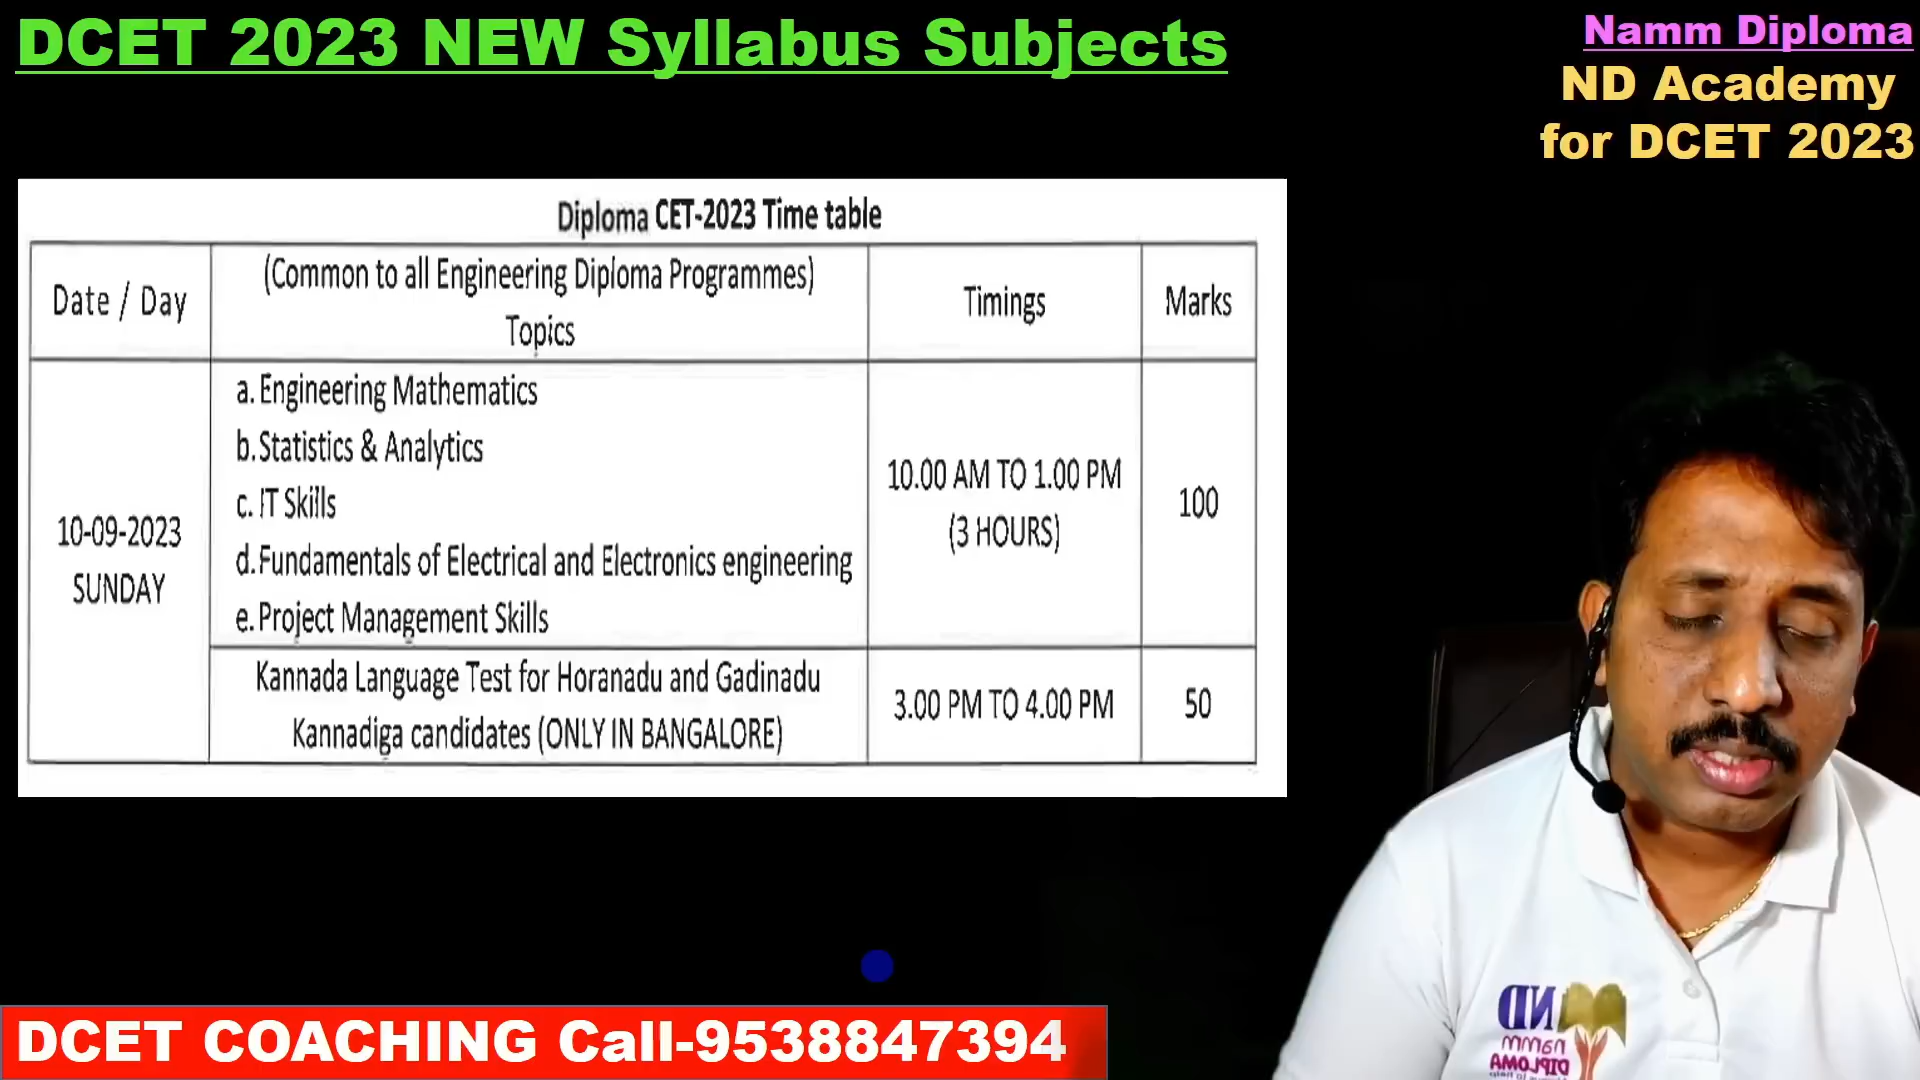 DCET 2023 NEW Syllabus Subjects
Namm Diploma
ND Academy
for DCET 2023
Diploma CET-2023 Time table
Date / Day
(Common to all Engineering Diploma Programmes)
Topics
Timings
Marks
10-09-2023
SUNDAY
a. Engineering Mathematics
b. Statistics & Analytics
c. IT Skills
d. Fundamentals of Electrical and Electronics engineering
e. Project Management Skills
10.00 AM TO 1.00 PM
(3 HOURS)
100
Kannada Language Test for Horanadu and Gadinadu
Kannadiga candidates (ONLY IN BANGALORE)
3.00 PM TO 4.00 PM
50
DCET COACHING Call-9538847394
ND
NAMMA
DIPLOMA